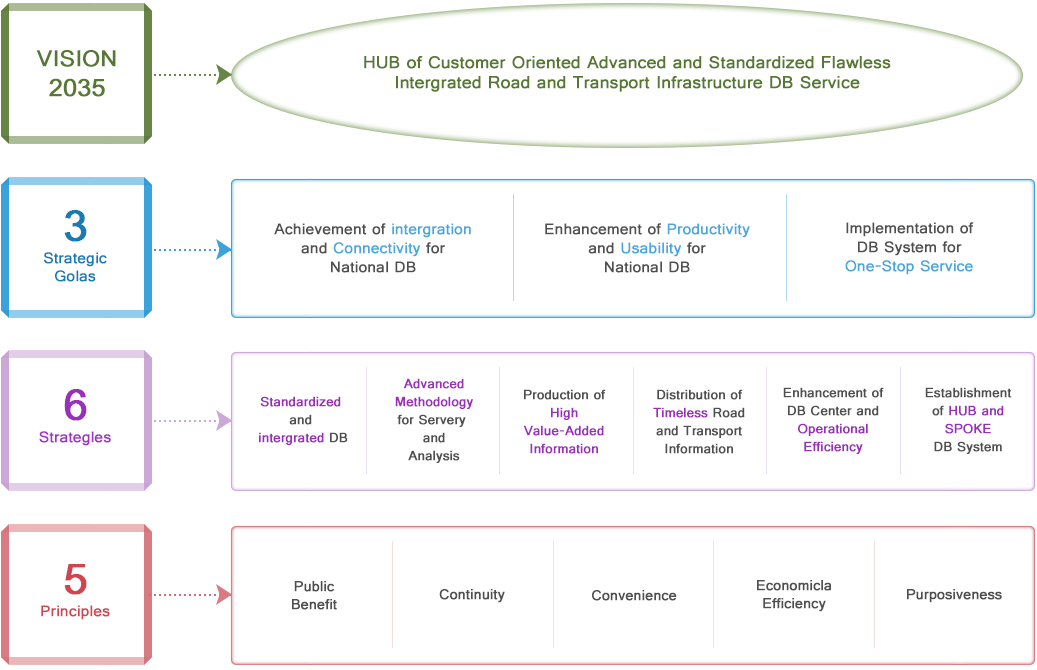 VISION
2035
HUB of Customer Oriented Advanced and Standardized Flawless
Intergrated Road and Transport Infrastructure DB Service
3
Strategic
Golas
Achievement of intergration
and Connectivity for
National DB
Enhancement of Productivity
and Usability for
National DB
Implementation of
DB System for
One-Stop Service
6
Strategles
Standardized
and
intergrated DB
Advanced
Methodology
for Servery
and
Analysis
Production of
High
Value-Added
Information
Distribution of
Timeless Road
and Transport
Information
Enhancement of
DB Center and
Operational
Efficiency
Establishment
of HUB and
SPOKE
DB System
5
Principles
Public
Benefit
Continuity
Convenience
Economicla
Efficiency
Purposiveness